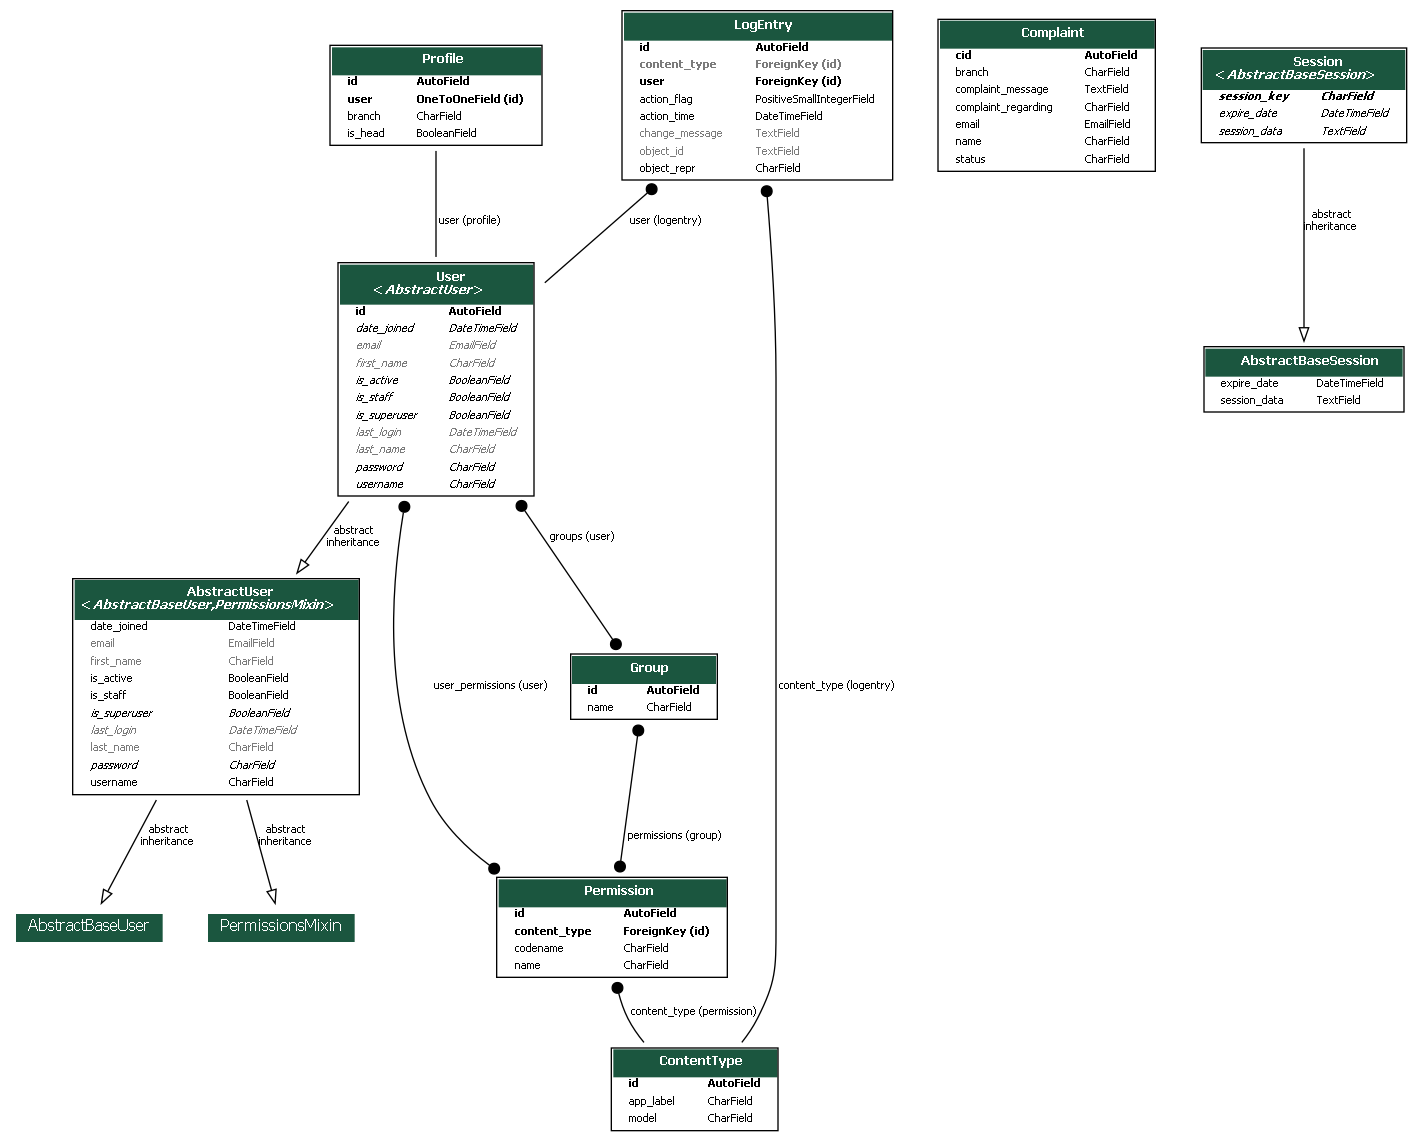 Profile
id AutoField
user OneToOneField (id)
branch CharField
is_head BooleanField
LogEntry
id AutoField
content_type ForeignKey (id)
user ForeignKey (id)
action_flag PositiveSmallIntegerField
action_time DateTimeField
change_message TextField
object_id TextField
object_repr CharField
Complaint
cid AutoField
branch CharField
complaint_message TextField
complaint_regarding CharField
email EmailField
name CharField
status CharField
Session
<AbstractBaseSession>
session_key CharField
expire_date DateTimeField
session_data TextField
user (profile)
user (logentry)
abstract
inheritance
User
<AbstractUser>
id AutoField
date_joined DateTimeField
email EmailField
first_name CharField
is_active BooleanField
is_staff BooleanField
is_superuser BooleanField
last_login DateTimeField
last_name CharField
password CharField
username CharField
AbstractBaseSession
expire_date DateTimeField
session_data TextField
abstract
inheritance
groups (user)
AbstractUser
<AbstractBaseUser,PermissionsMixin>
date_joined DateTimeField
email EmailField
first_name CharField
is_active BooleanField
is_staff BooleanField
is_superuser BooleanField
last_login DateTimeField
last_name CharField
password CharField
username CharField
user_permissions (user)
Group
id AutoField
name CharField
content_type (logentry)
abstract
inheritance
abstract
inheritance
permissions (group)
AbstractBaseUser
PermissionsMixin
Permission
id AutoField
content_type ForeignKey (id)
codename CharField
name CharField
content_type (permission)
ContentType
id AutoField
app_label CharField
model CharField